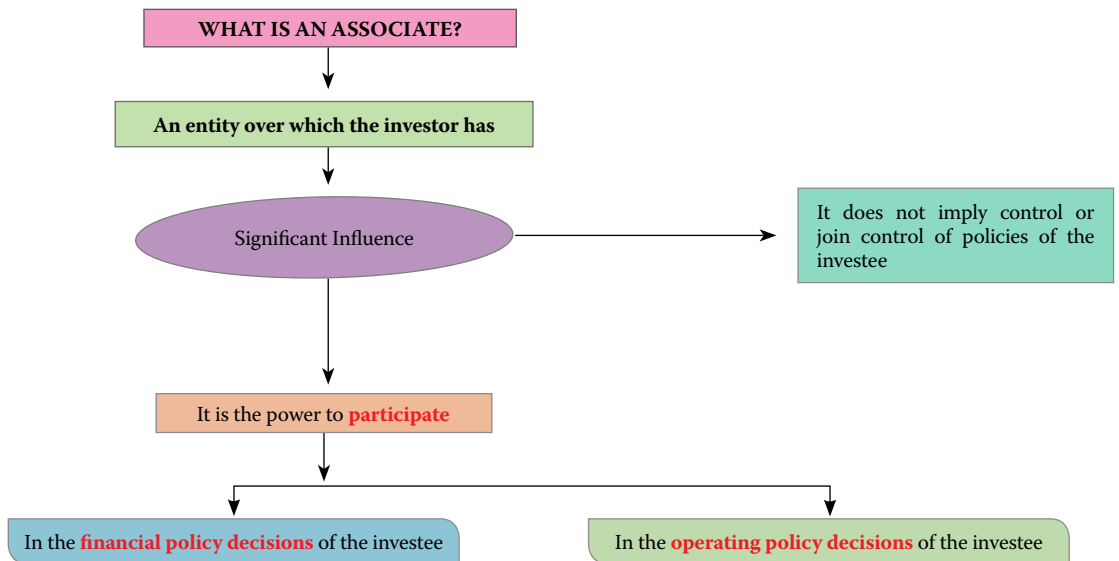 WHAT IS AN ASSOCIATE?
An entity over which the investor has
Significant Influence
It does not imply control or
join control of policies of the
investee
It is the power to participate
In the financial policy decisions of the investee
In the operating policy decisions of the investee